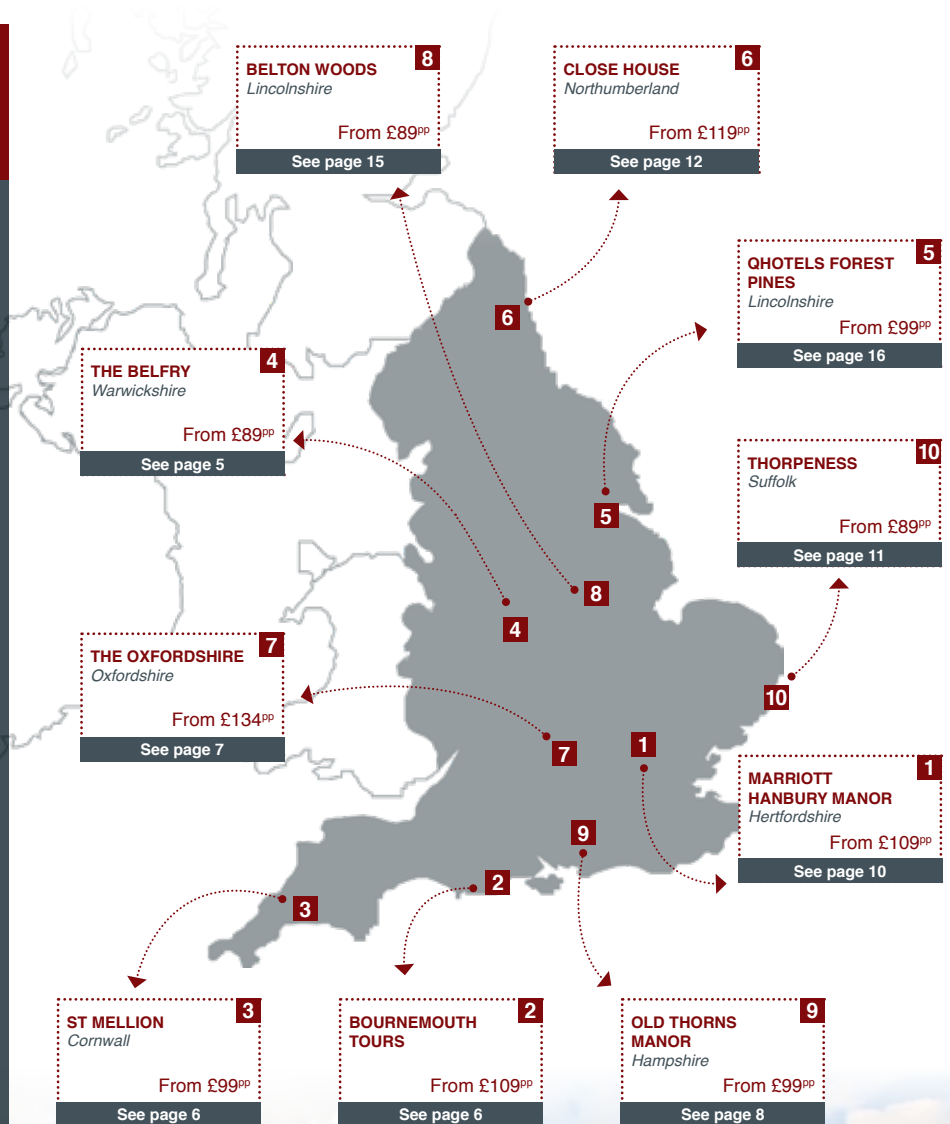 8
BELTON WOODS
Lincolnshire
From £89pp
See page 15
6
CLOSE HOUSE
Northumberland
From £119pp
See page 12
5
QHOTELS FOREST
PINES
Lincolnshire
From £99pp
See page 16
4
THE BELFRY
Warwickshire
From £89pp
See page 5
10
THORPENESS
Suffolk
From £89pp
See page 11
7
THE OXFORDSHIRE
Oxfordshire
From £134pp
See page 7
1
MARRIOTT
HANBURY MANOR
Hertfordshire
From £109pp
See page 10
6
5
8
4
10
7
1
9
2
3
3
ST MELLION
Cornwall
From £99pp
See page 6
2
BOURNEMOUTH
TOURS
From £109pp
See page 6
9
OLD THORNS
MANOR
Hampshire
From £99pp
See page 8